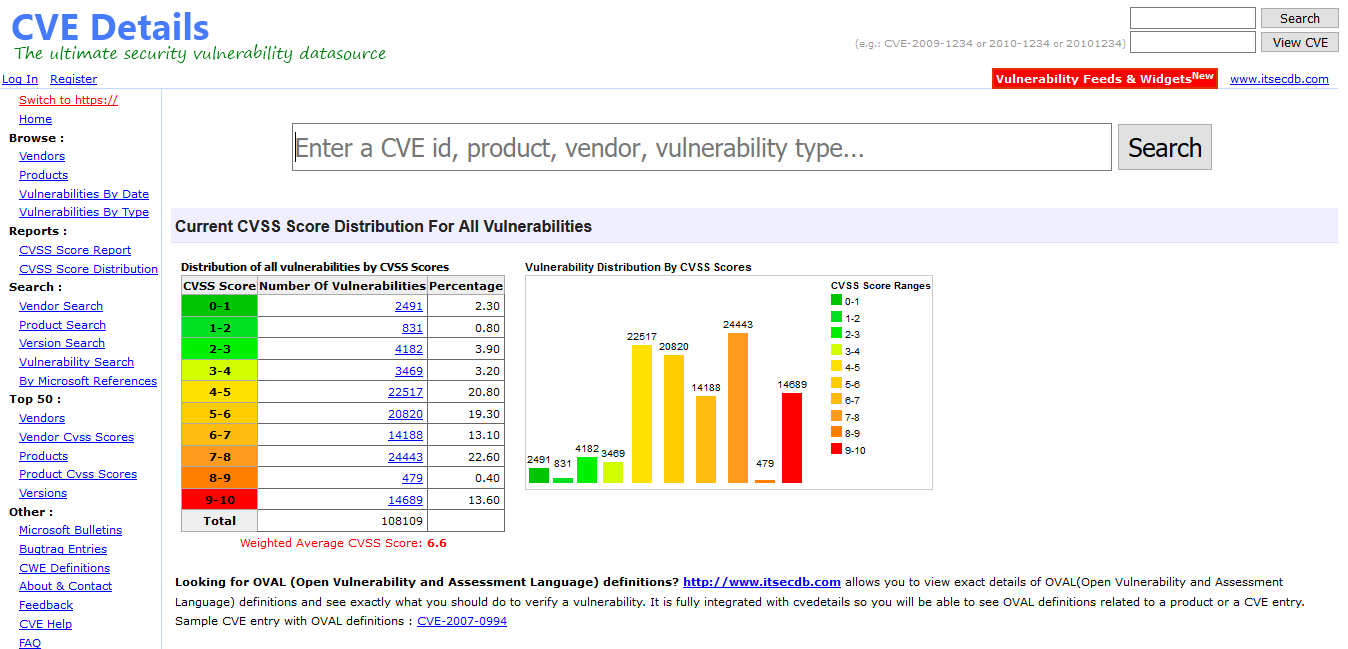 CVE Details
The ultimate security vulnerability datasource
Search
(e.g.: CVE-2009-1234 or 2010-1234 or 20101234)
View CVE
Log In Register
Vulnerability Feeds & WidgetsNew
www.itsecdb.com
Switch to https://
Home
Browse :
Vendors
Products
Vulnerabilities By Date
Vulnerabilities By Type
Reports :
CVSS Score Report
CVSS Score Distribution
Search :
Vendor Search
Product Search
Version Search
Vulnerability Search
By Microsoft References
Top 50 :
Vendors
Vendor Cvss Scores
Products
Product Cvss Scores
Versions
Other :
Microsoft Bulletins
Bugtraq Entries
CWE Definitions
About & Contact
Feedback
CVE Help
FAQ
Enter a CVE id, product, vendor, vulnerability type...
Search
Current CVSS Score Distribution For All Vulnerabilities
Distribution of all vulnerabilities by CVSS Scores
CVSS Score Number Of Vulnerabilities Percentage
0-1 2491 2.30
1-2 831 0.80
2-3 4182 3.90
3-4 3469 3.20
4-5 22517 20.80
5-6 20820 19.30
6-7 14188 13.10
7-8 24443 22.60
8-9 479 0.40
9-10 14689 13.60
Total 108109
Weighted Average CVSS Score: 6.6
Vulnerability Distribution By CVSS Scores
2491
831
4182
3469
22517
20820
14188
24443
479
14689
CVSS Score Ranges
0-1
1-2
2-3
3-4
4-5
5-6
6-7
7-8
8-9
9-10
Looking for OVAL (Open Vulnerability and Assessment Language) definitions? http://www.itsecdb.com allows you to view exact details of OVAL(Open Vulnerability and Assessment
Language) definitions and see exactly what you should do to verify a vulnerability. It is fully integrated with cvedetails so you will be able to see OVAL definitions related to a product or a CVE entry.
Sample CVE entry with OVAL definitions : CVE-2007-0994